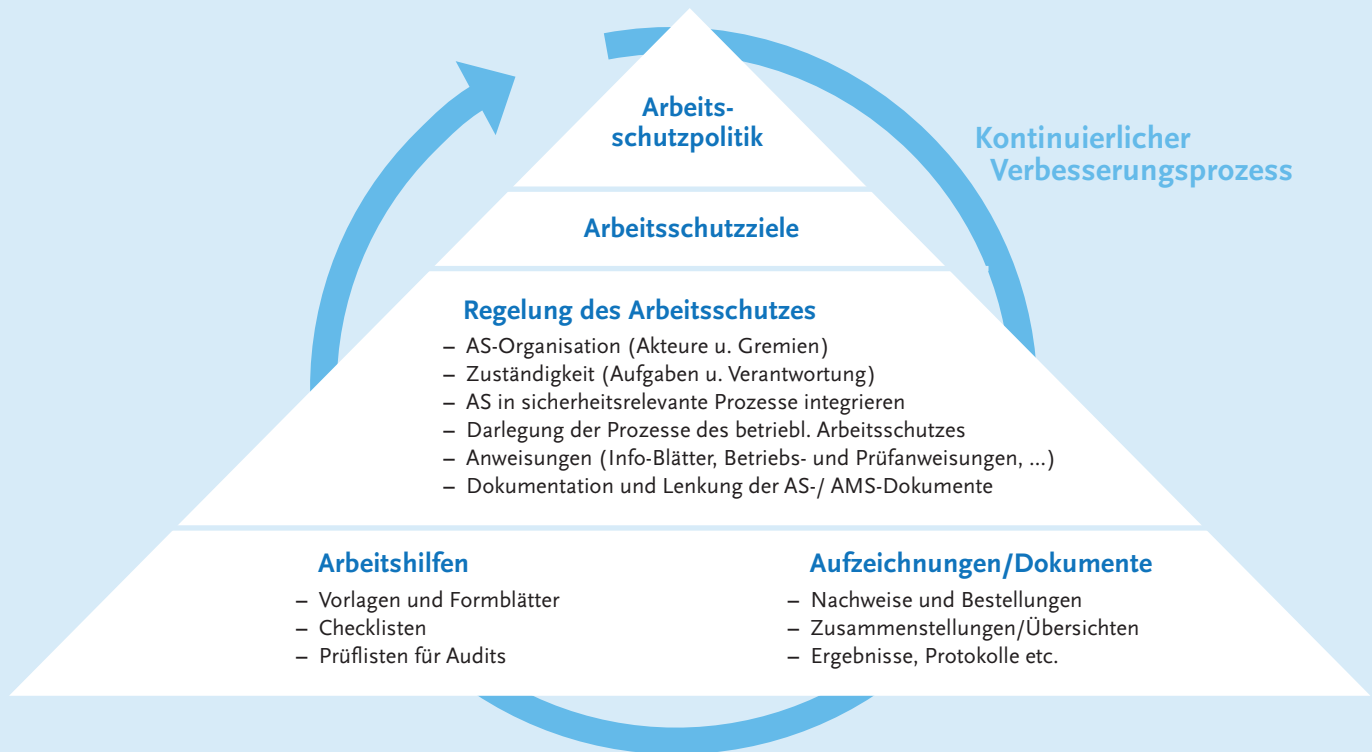 Arbeits-
schutzpolitik
Kontinuierlicher
Verbesserungsprozess
Arbeitsschutzziele
Regelung des Arbeitsschutzes
– AS-Organisation (Akteure u. Gremien)
– Zuständigkeit (Aufgaben u. Verantwortung)
– AS in sicherheitsrelevante Prozesse integrieren
– Darlegung der Prozesse des betriebl. Arbeitsschutzes
– Anweisungen (Info-Blätter, Betriebs- und Prüfanweisungen, ...)
– Dokumentation und Lenkung der AS-/ AMS-Dokumente
Arbeitshilfen
– Vorlagen und Formblätter
– Checklisten
– Prüflisten für Audits
Aufzeichnungen/Dokumente
– Nachweise und Bestellungen
– Zusammenstellungen/Übersichten
– Ergebnisse, Protokolle etc.